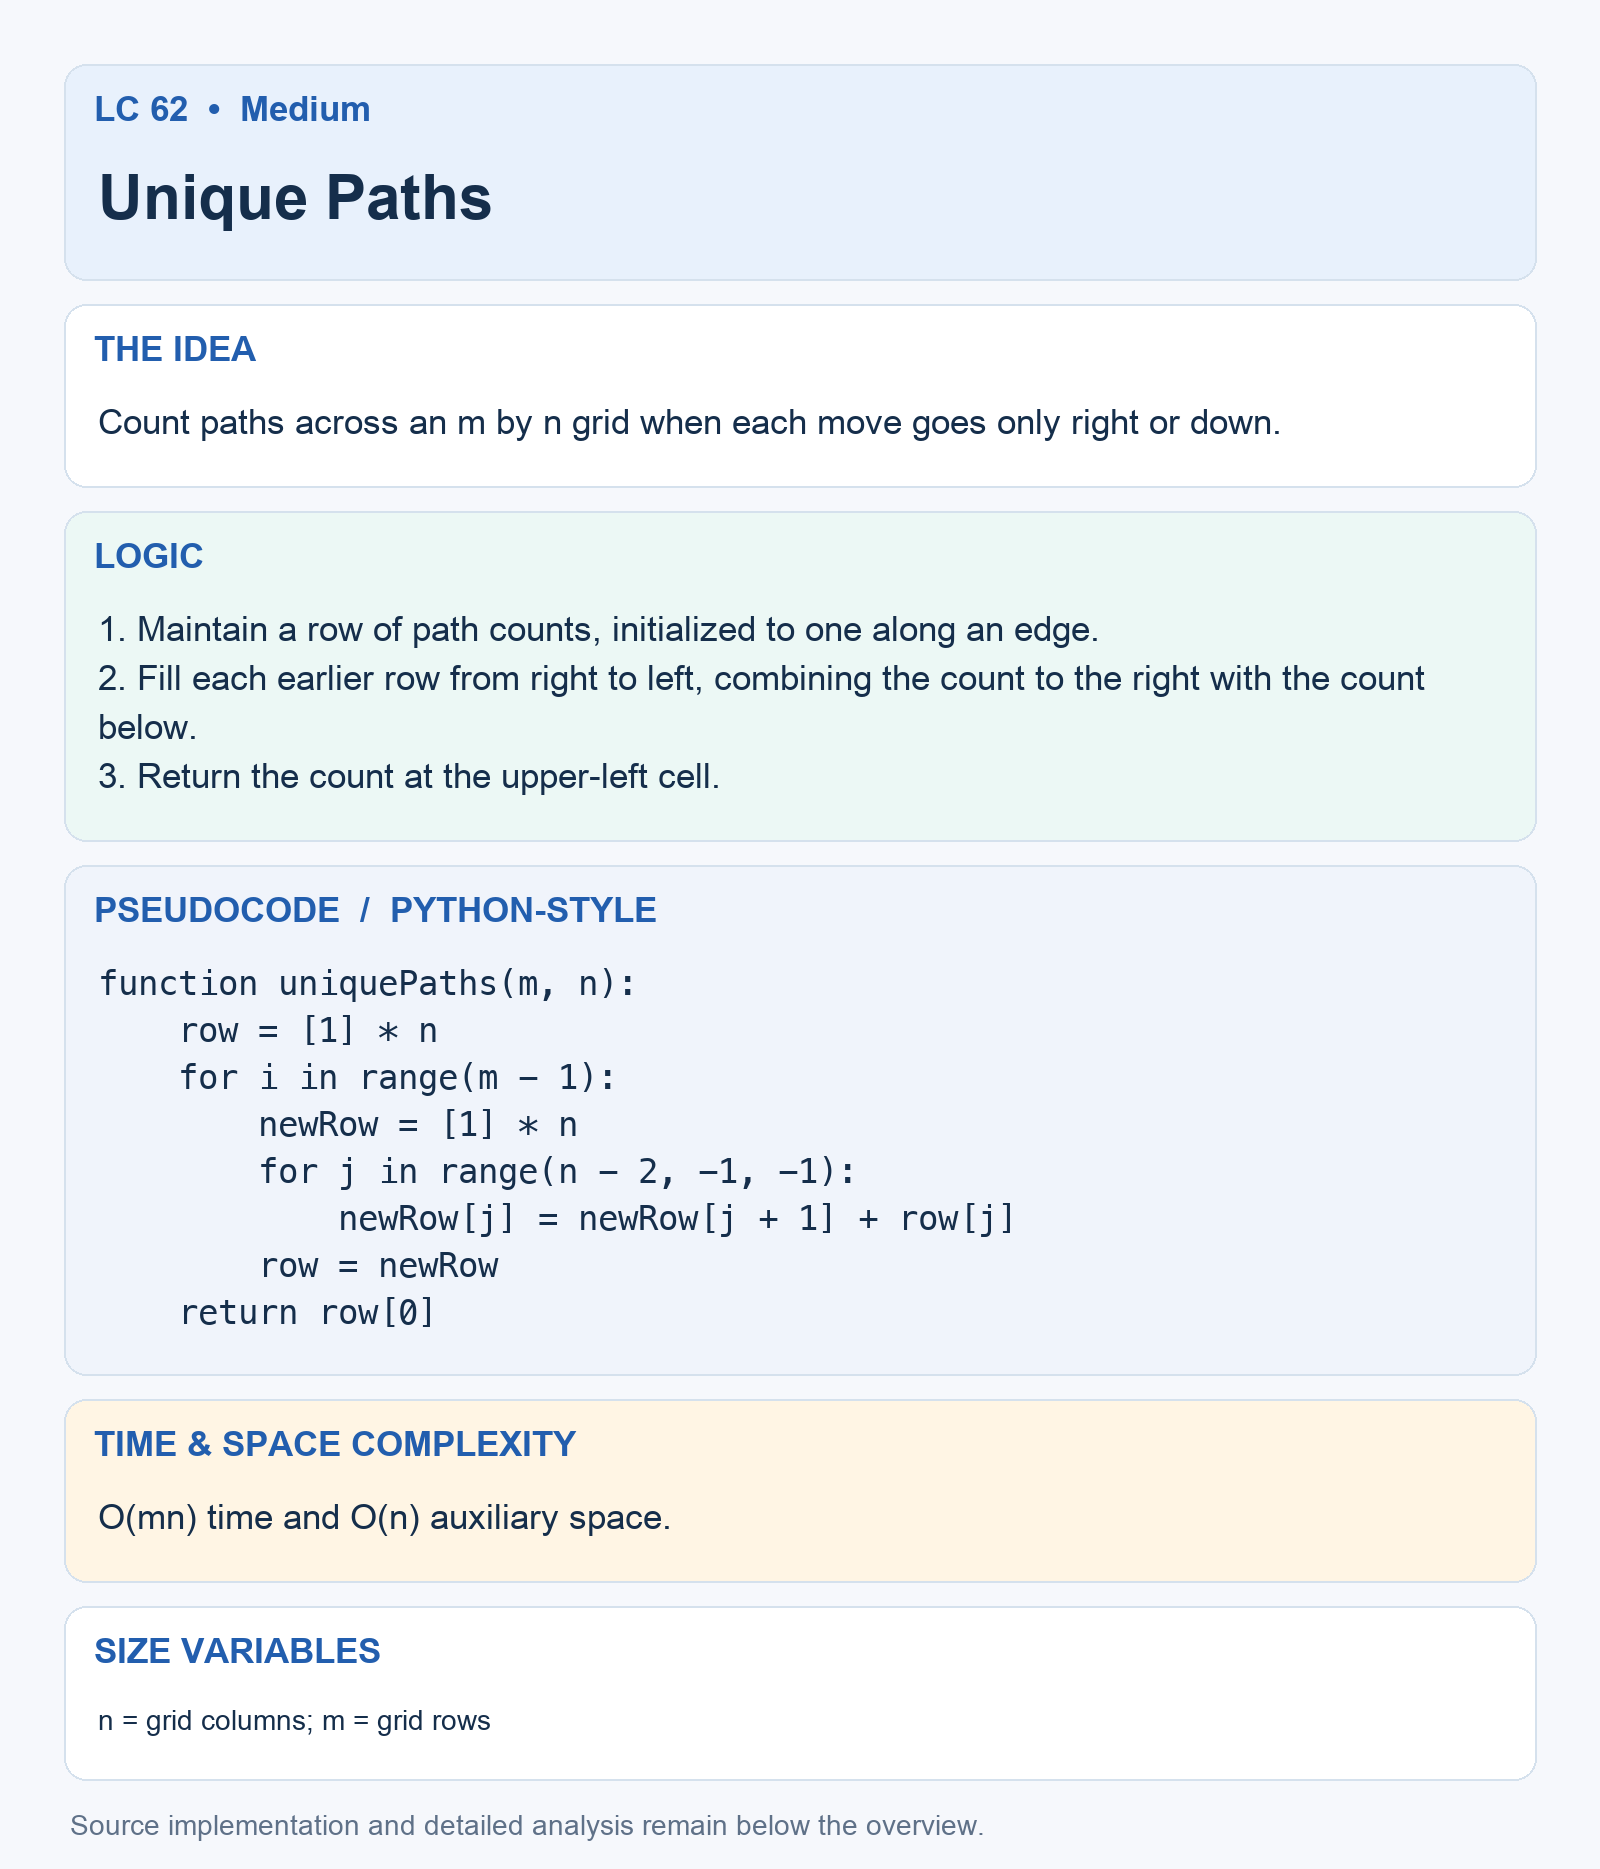 LC 62 • Medium
Unique Paths
THE IDEA
Count paths across an m by n grid when each move goes only right or down.
LOGIC
1. Maintain a row of path counts, initialized to one along an edge.
2. Fill each earlier row from right to left, combining the count to the right with the count
below.
3. Return the count at the upper-left cell.
PSEUDOCODE / PYTHON-STYLE
function uniquePaths(m, n):
    row = [1] * n
    for i in range(m − 1):
        newRow = [1] * n
        for j in range(n − 2, −1, −1):
            newRow[j] = newRow[j + 1] + row[j]
        row = newRow
    return row[0]
TIME & SPACE COMPLEXITY
O(mn) time and O(n) auxiliary space.
SIZE VARIABLES
n = grid columns; m = grid rows
Source implementation and detailed analysis remain below the overview.